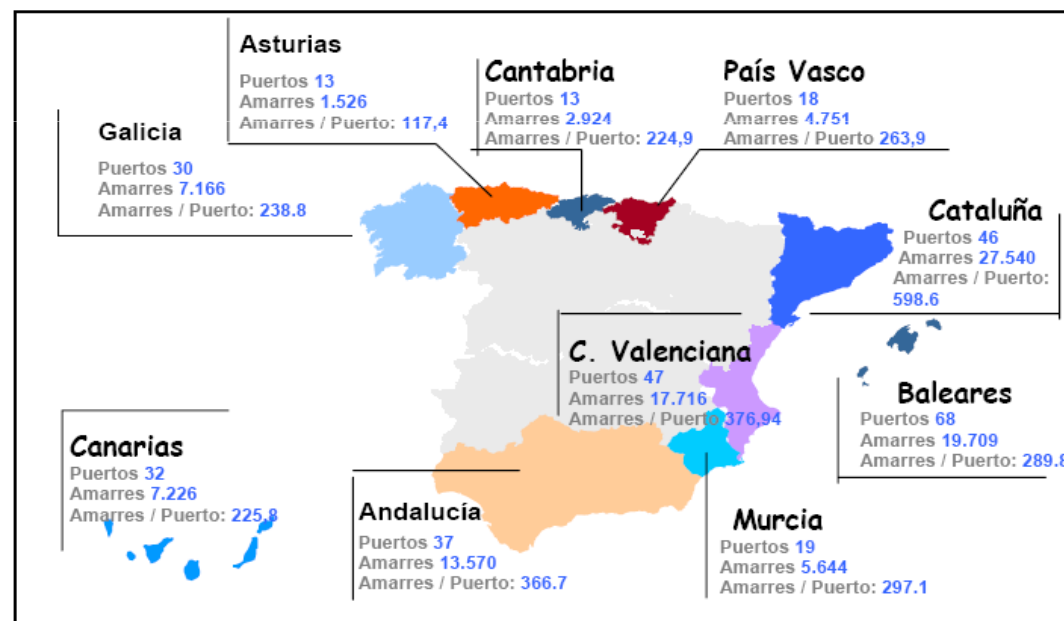 Asturias
Puertos 13
Amarres 1.526
Amarres / Puerto: 117,4
Cantabria
Puertos 13
Amarres 2.924
Amarres / Puerto: 224,9
País Vasco
Puertos 18
Amarres 4.751
Amarres / Puerto 263,9
Galicia
Puertos 30
Amarres 7.166
Amarres / Puerto: 238.8
Cataluña
Puertos 46
Amarres 27.540
Amarres / Puerto:
598.6
C. Valenciana
Puertos 47
Amarres 17.716
Amarres / Puerto 376,94
Baleares
Puertos 68
Amarres 19.709
Amarres / Puerto: 289.8
Canarias
Puertos 32
Amarres 7.226
Amarres / Puerto: 225,8
Andalucía
Puertos 37
Amarres 13.570
Amarres / Puerto: 366.7
Murcia
Puertos 19
Amarres 5.644
Amarres / Puerto: 297.1